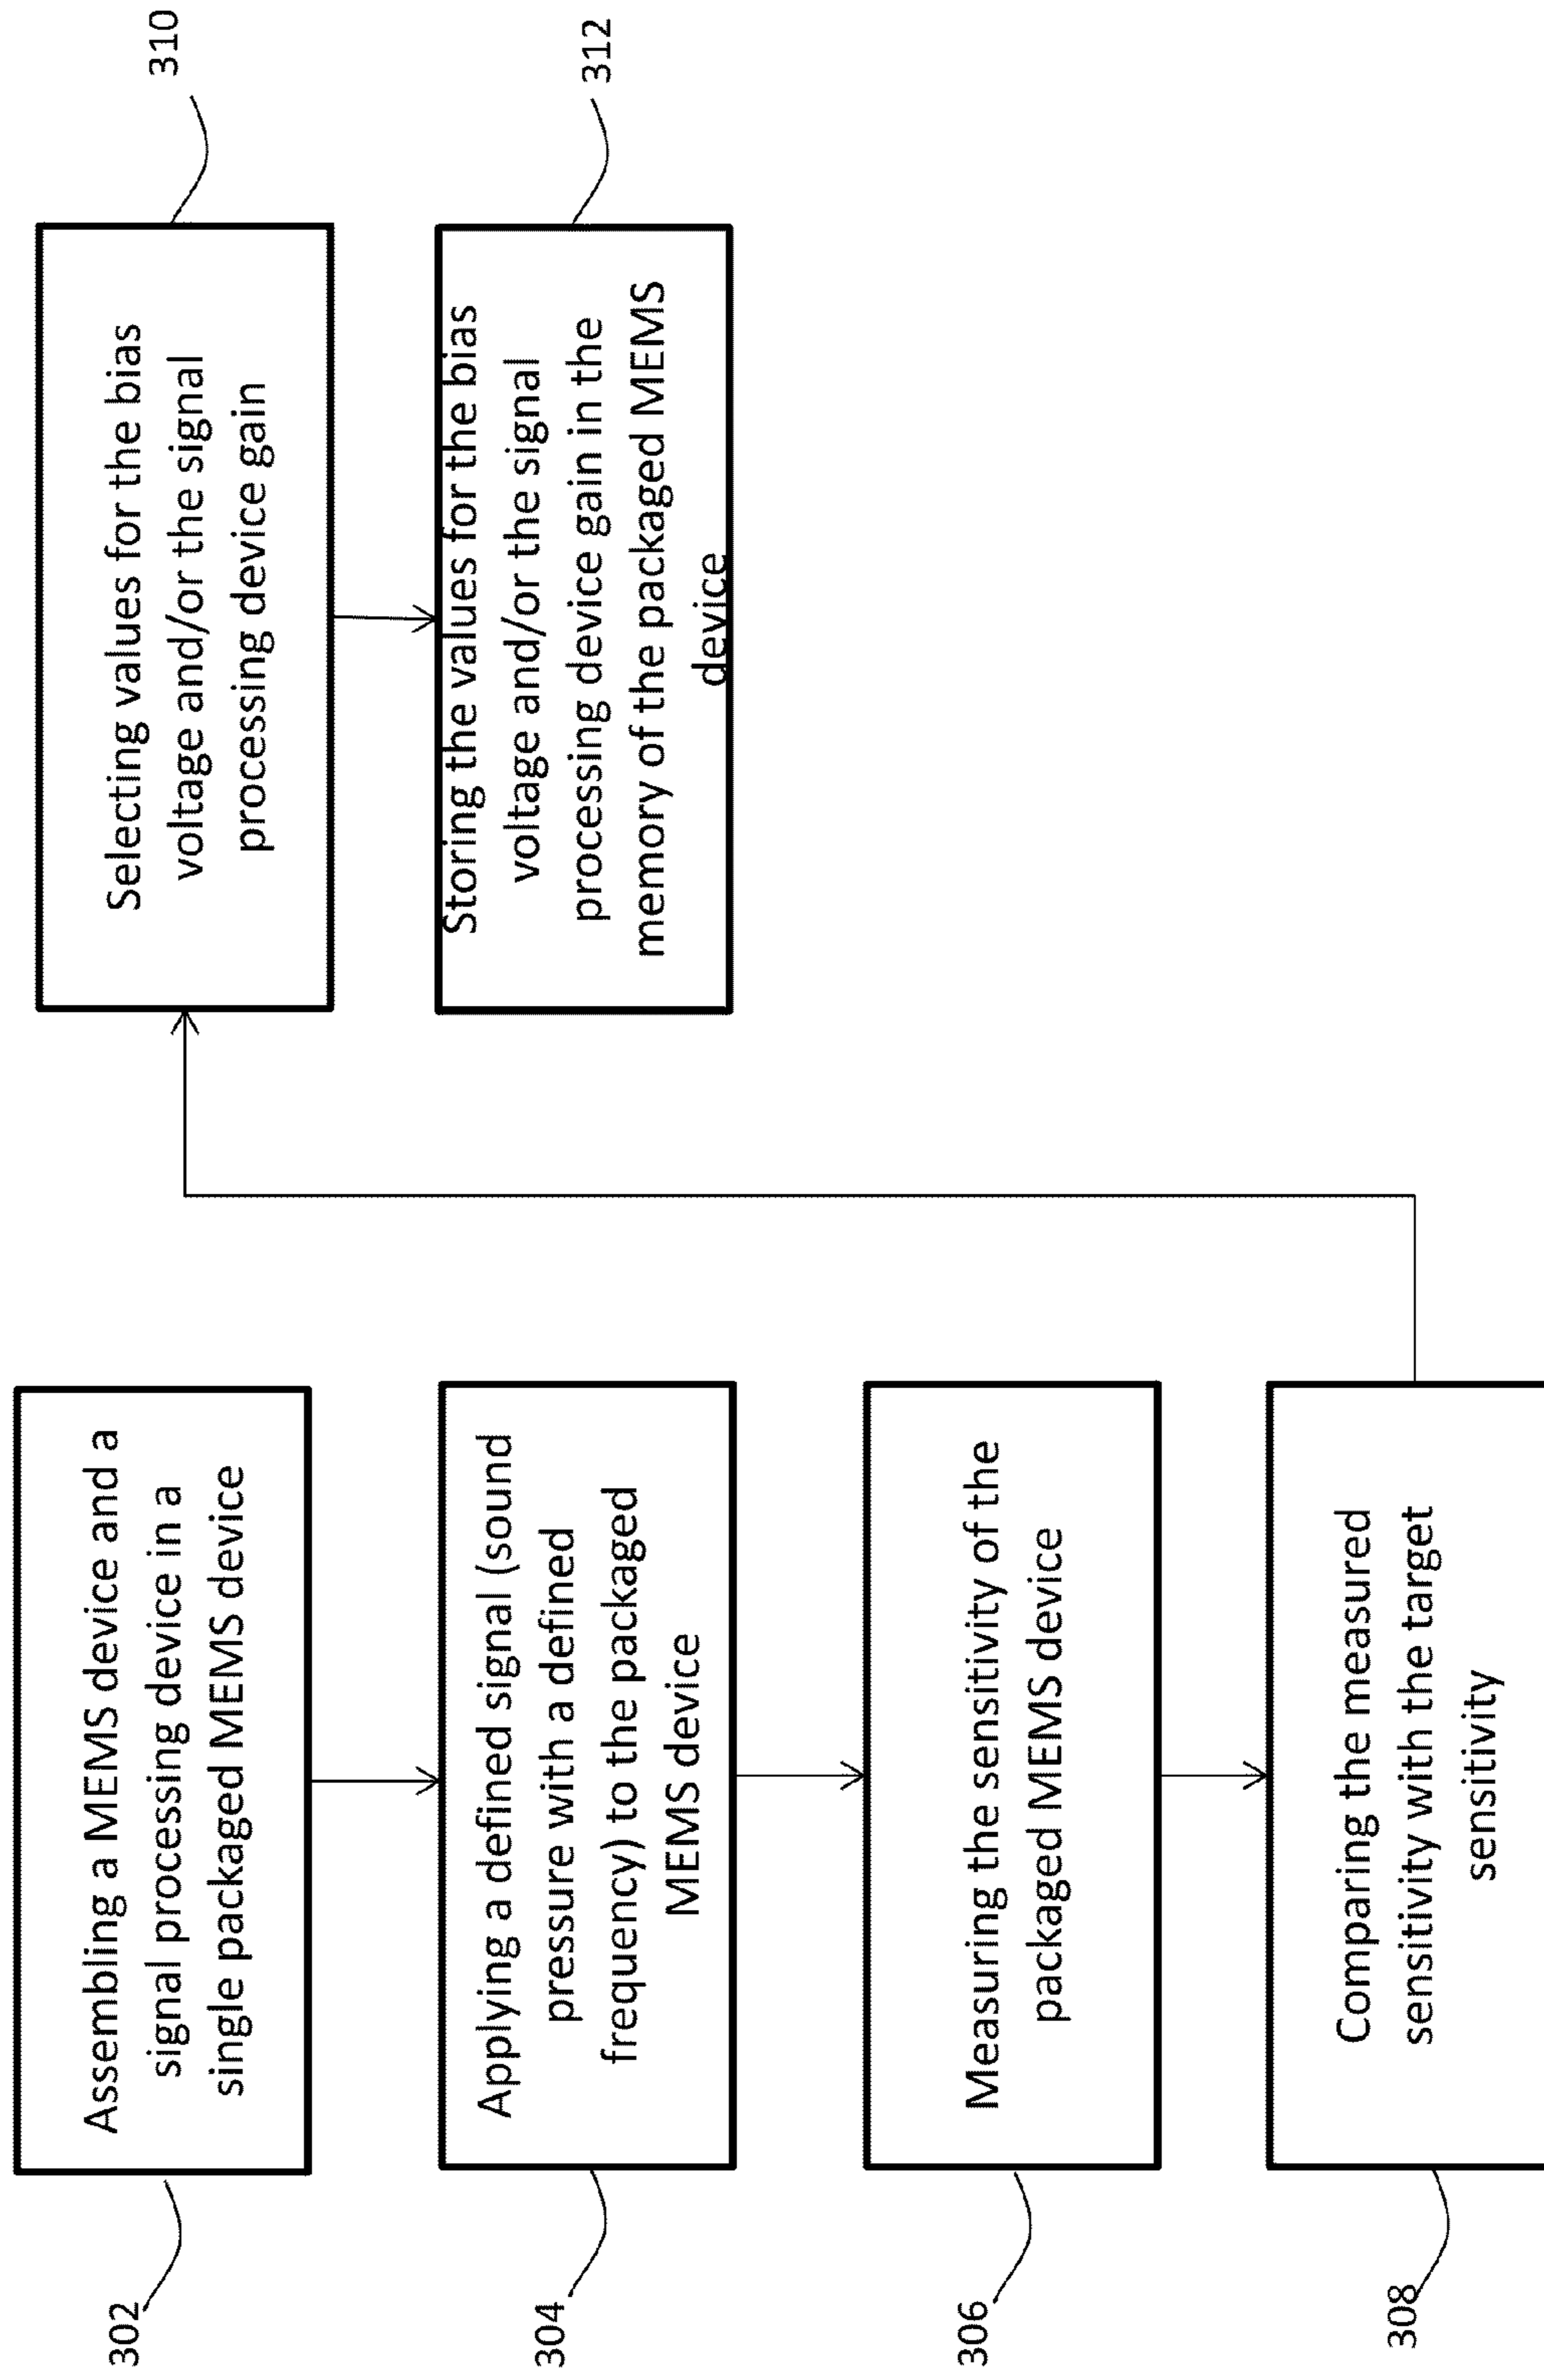 302
Assembling a MEMS device and a
signal processing device in a
single packaged MEMS device
304
Applying a defined signal (sound
pressure with a defined
frequency) to the packaged
MEMS device
306
Measuring the sensitivity of the
packaged MEMS device
308
Comparing the measured
sensitivity with the target
sensitivity
310
Selecting values for the bias
voltage and/or the signal
processing device gain
312
Storing the values for the bias
voltage and/or the signal
processing device gain in the
memory of the packaged MEMS
device